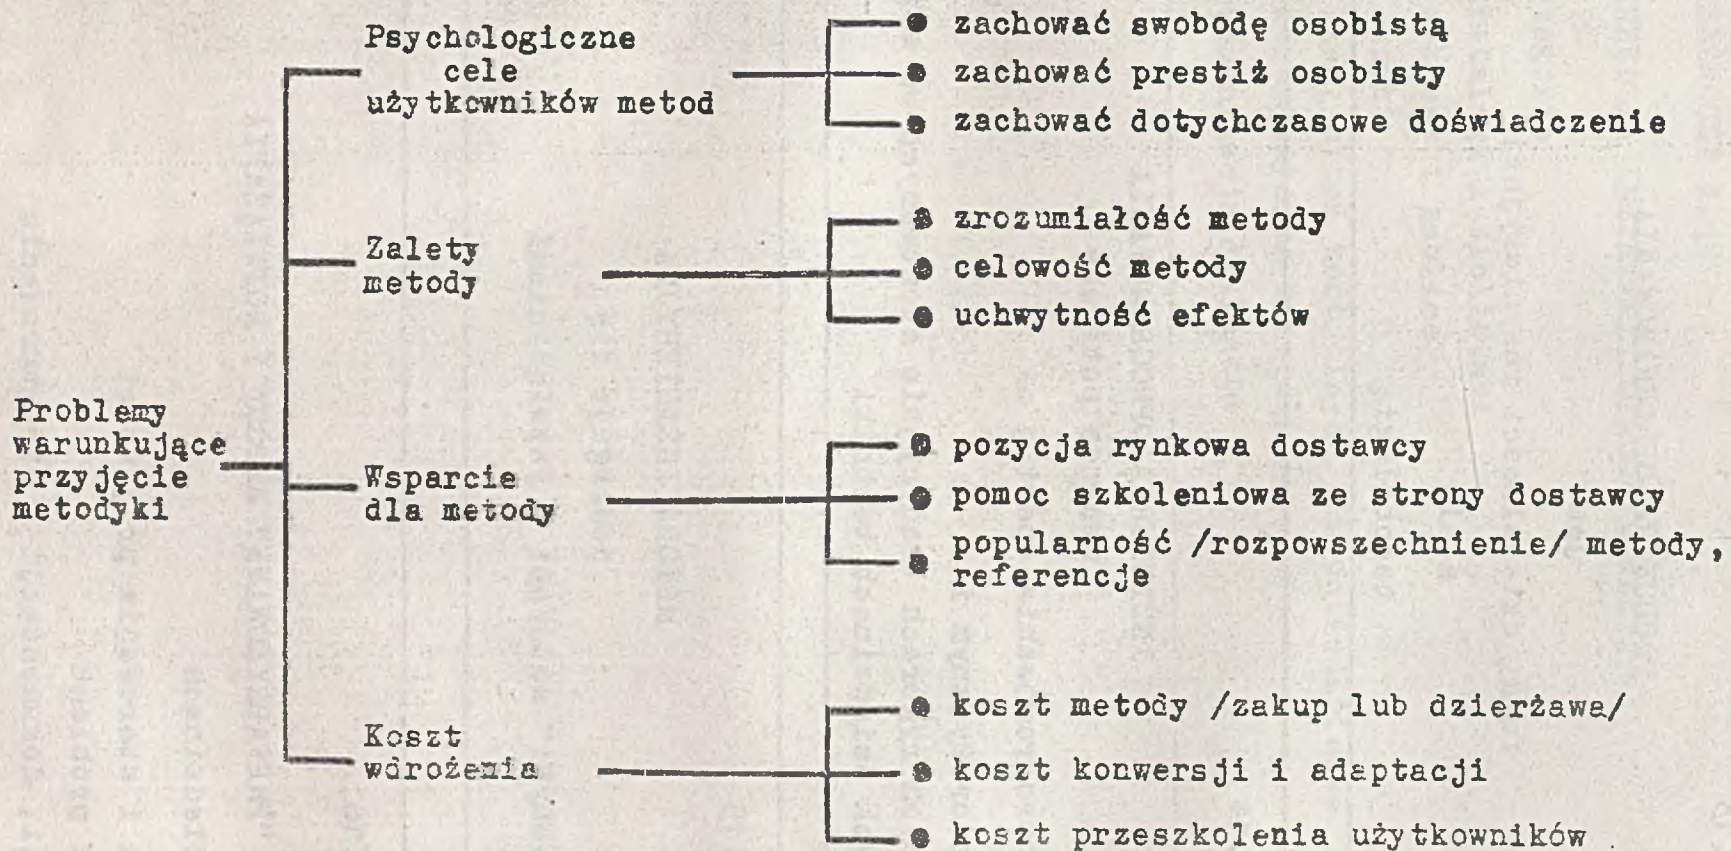 Problemy
warunkujące
przyjęcie
metodyki
Psychologiczne
cele
użytkowników metod
● zachować swobodę osobistą
● zachować prestiż osobisty
● zachować dotychczasowe doświadczenie
Zalety
metody
● zrozumiałość metody
● celowość metody
● uchwytność efektów
Wsparcie
dla metody
● pozycja rynkowa dostawcy
● pomoc szkoleniowa ze strony dostawcy
● popularność /rozpowszechnienie/ metody,
referencje
Koszt
wdrożenia
● koszt metody /zakup lub dzierżawa/
● koszt konwersji i adaptacji
● koszt przeszkolenia użytkowników